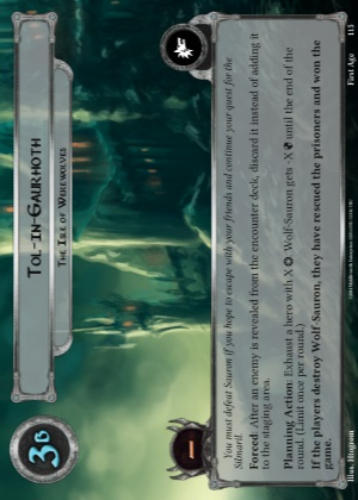 3B
TOL-IN-GAURHOTH
THE ISLE OF WEREWOLVES
You must defeat Sauron if you hope to escape with your friends and continue your quest for the
Silmaril.
Forced: After an enemy is revealed from the encounter deck, discard it instead of adding it
to the staging area.
Planning Action: Exhaust a hero with X. Wolf-Sauron gets -X until the end of the
round. (Limit once per round.)
If the players destroy Wolf-Sauron, they have rescued the prisoners and won the
game.
Illus. Htogrom
First Age
115